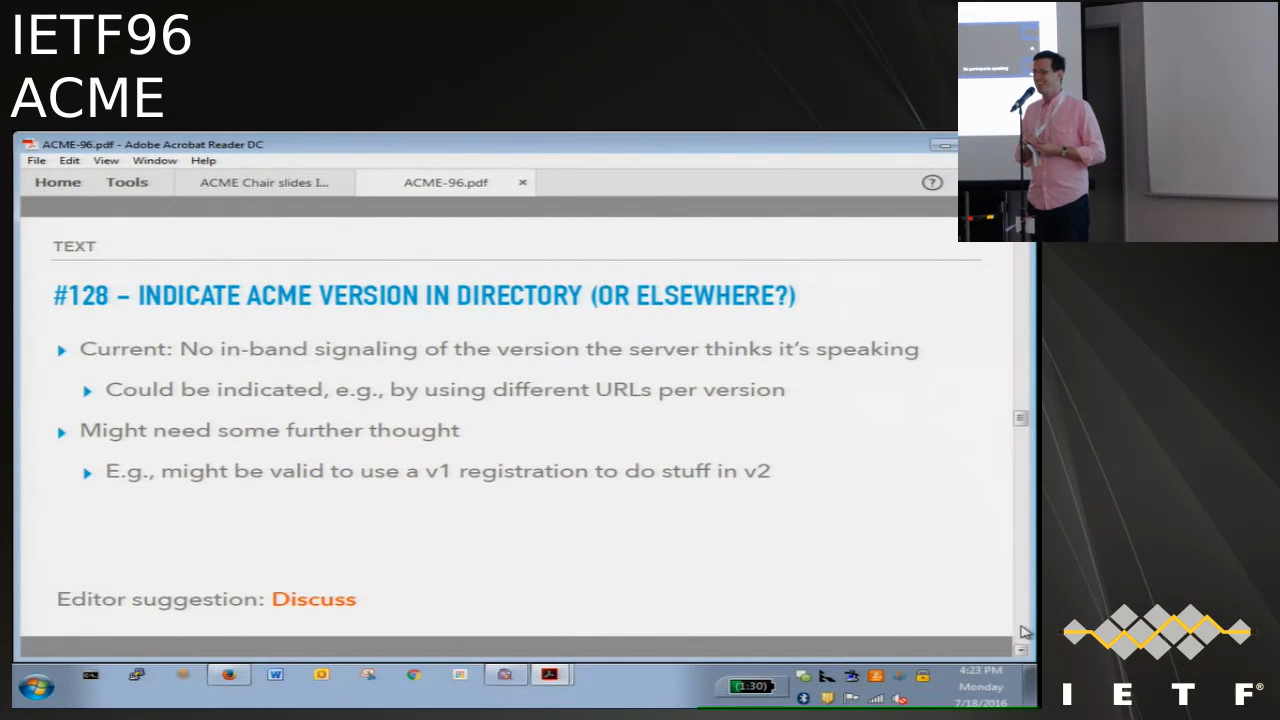 IETF96
ACME
ACME-96.pdf - Adobe Acrobat Reader DC
File Edit View Window Help
Home Tools ACME Chair slides I... ACME-96.pdf ×
TEXT
#128 – INDICATE ACME VERSION IN DIRECTORY (OR ELSEWHERE?)
Current: No in-band signaling of the version the server thinks it's speaking
Could be indicated, e.g., by using different URLs per version
Might need some further thought
E.g., might be valid to use a v1 registration to do stuff in v2
Editor suggestion: Discuss
(1:30)
4:23 PM
Monday
7/18/2016
I E T F®